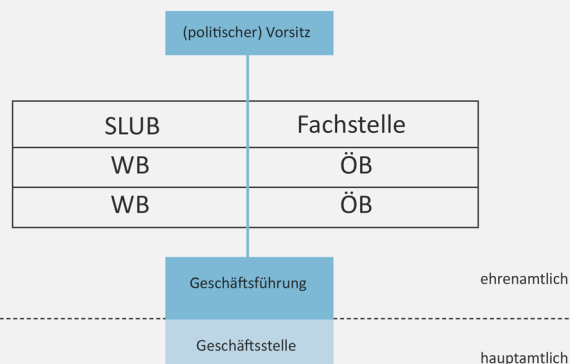 (politischer) Vorsitz
SLUB Fachstelle
WB ÖB
WB ÖB
Geschäftsführung
ehrenamtlich
Geschäftsstelle
hauptamtlich